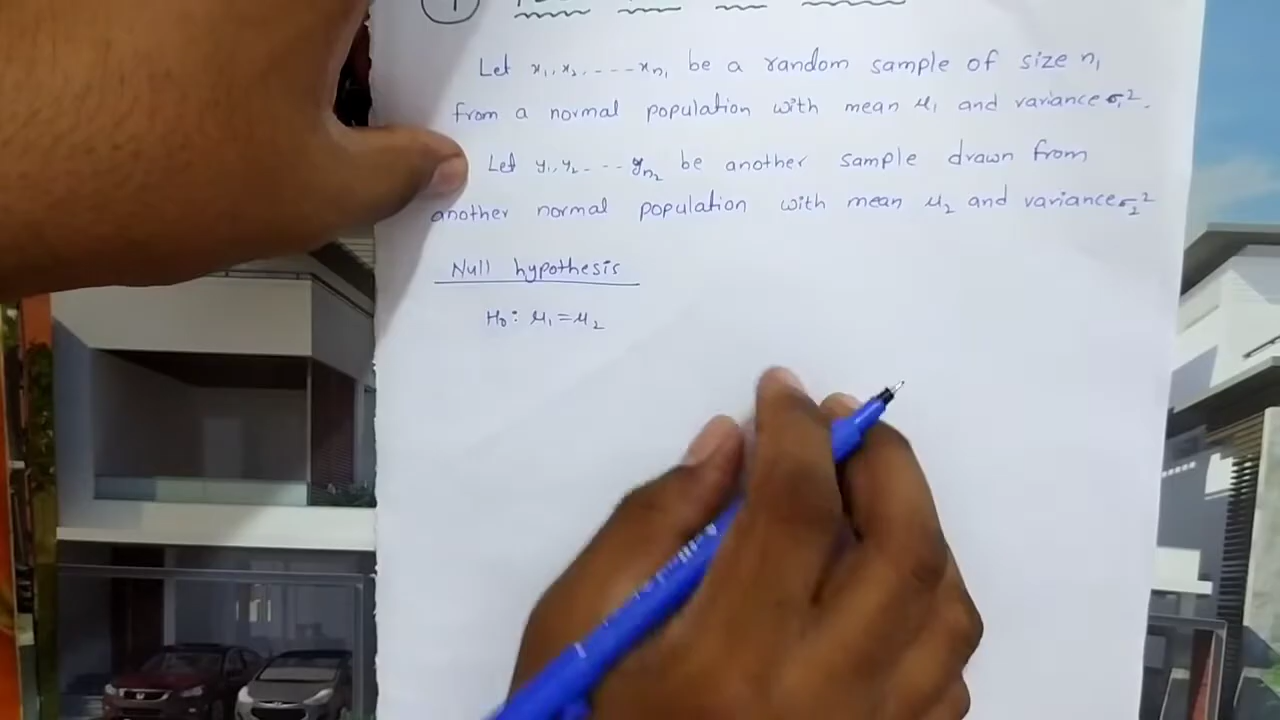 1
Let x₁, x₂, ---- xₙ₁ be a random sample of size n₁
from a normal population with mean μ₁ and variance σ₁².
Let y₁, y₂ - -- yₙ₂ be another sample drawn from
another normal population with mean μ₂ and variance σ₂²
Null hypothesis
H₀: μ₁ = μ₂